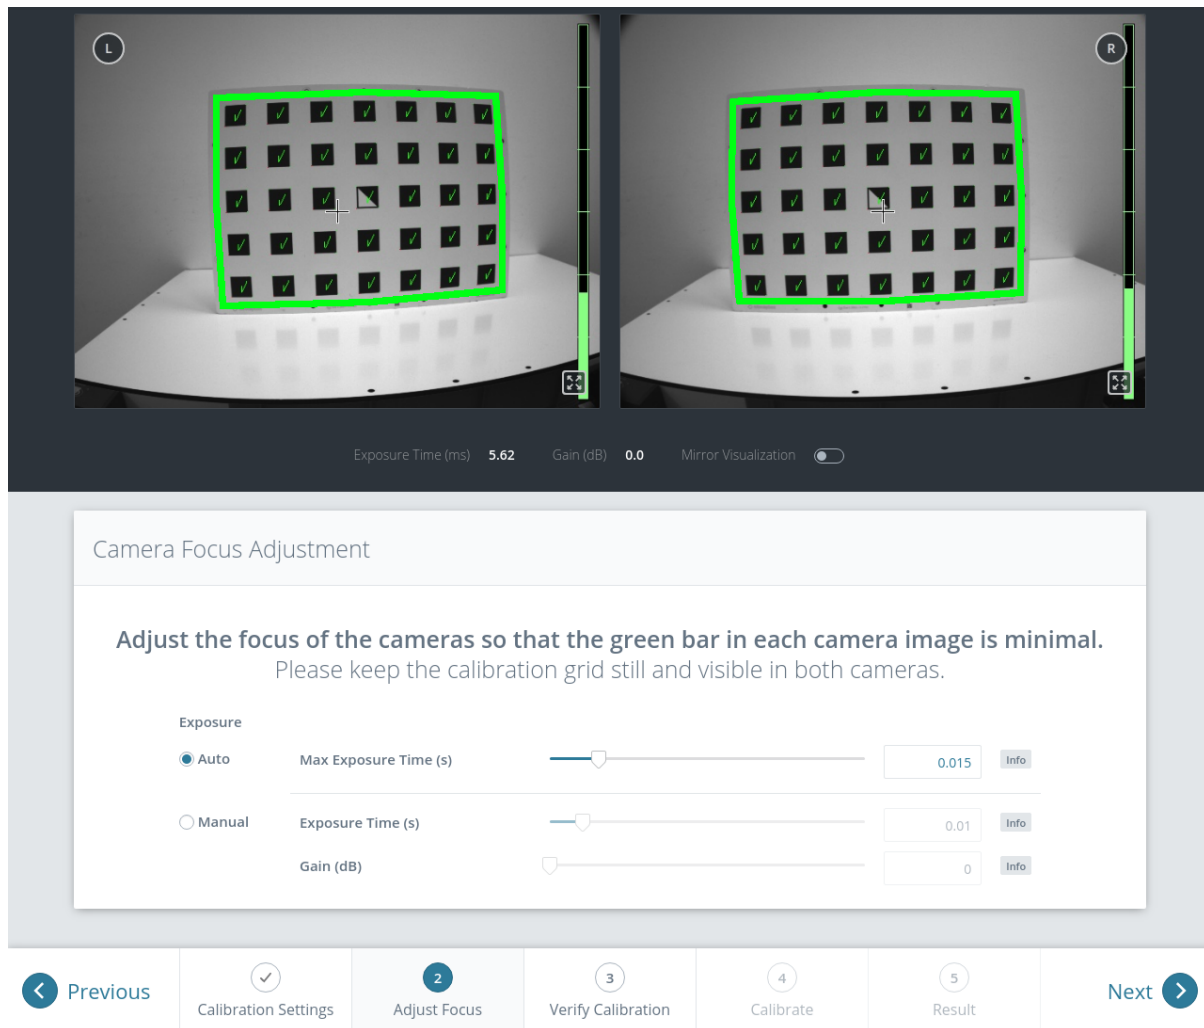 L
R
Exposure Time (ms) 5.62 Gain (dB) 0.0 Mirror Visualization
Camera Focus Adjustment
Adjust the focus of the cameras so that the green bar in each camera image is minimal.
Please keep the calibration grid still and visible in both cameras.
Exposure
Auto Max Exposure Time (s) 0.015 Info
Manual Exposure Time (s) 0.01 Info
Gain (dB) 0 Info
Previous
Calibration Settings
2
Adjust Focus
3
Verify Calibration
4
Calibrate
5
Result
Next